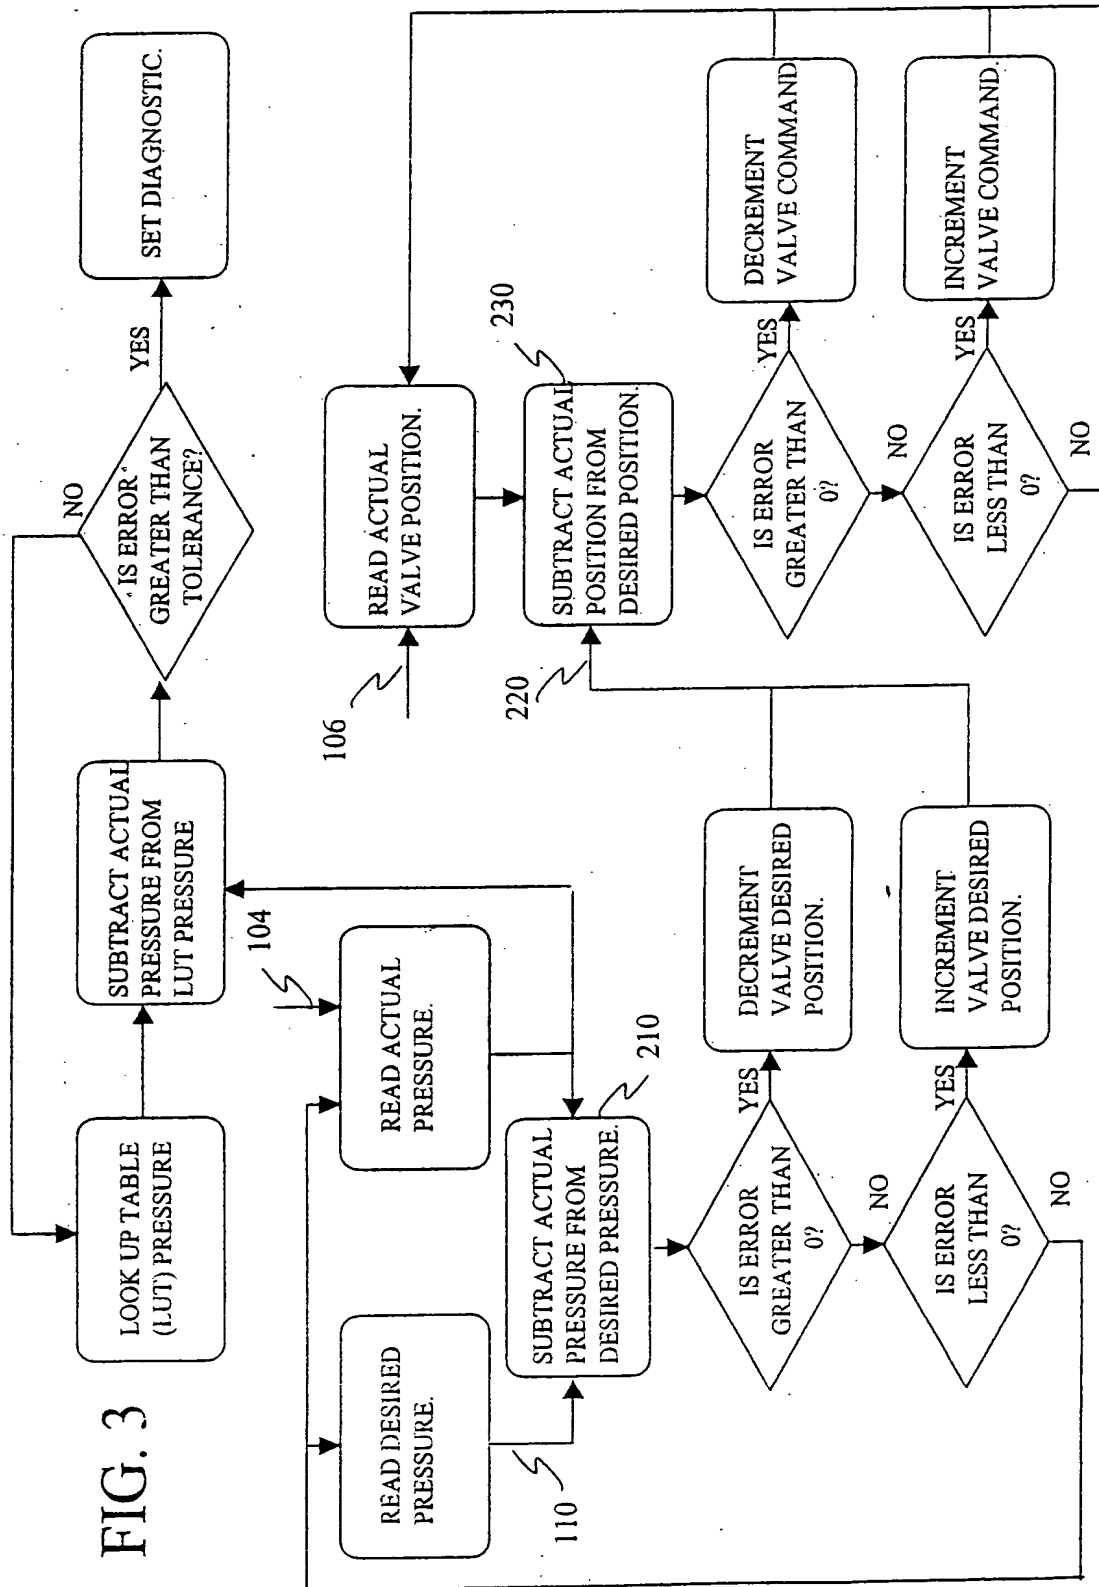 FIG. 3
LOOK UP TABLE
(LUT) PRESSURE
SUBTRACT ACTUAL
PRESSURE FROM
LUT PRESSURE
IS ERROR
GREATER THAN
TOLERANCE?
NO
YES
SET DIAGNOSTIC.
READ DESIRED
PRESSURE.
110
READ ACTUAL
PRESSURE.
104
SUBTRACT ACTUAL
PRESSURE FROM
DESIRED PRESSURE.
210
IS ERROR
GREATER THAN
0?
YES
NO
DECREMENT
VALVE DESIRED
POSITION.
IS ERROR
LESS THAN
0?
YES
NO
INCREMENT
VALVE DESIRED
POSITION.
106
READ ACTUAL
VALVE POSITION.
220
SUBTRACT ACTUAL
POSITION FROM
DESIRED POSITION.
230
IS ERROR
GREATER THAN
0?
YES
NO
DECREMENT
VALVE COMMAND.
IS ERROR
LESS THAN
0?
YES
NO
INCREMENT
VALVE COMMAND.